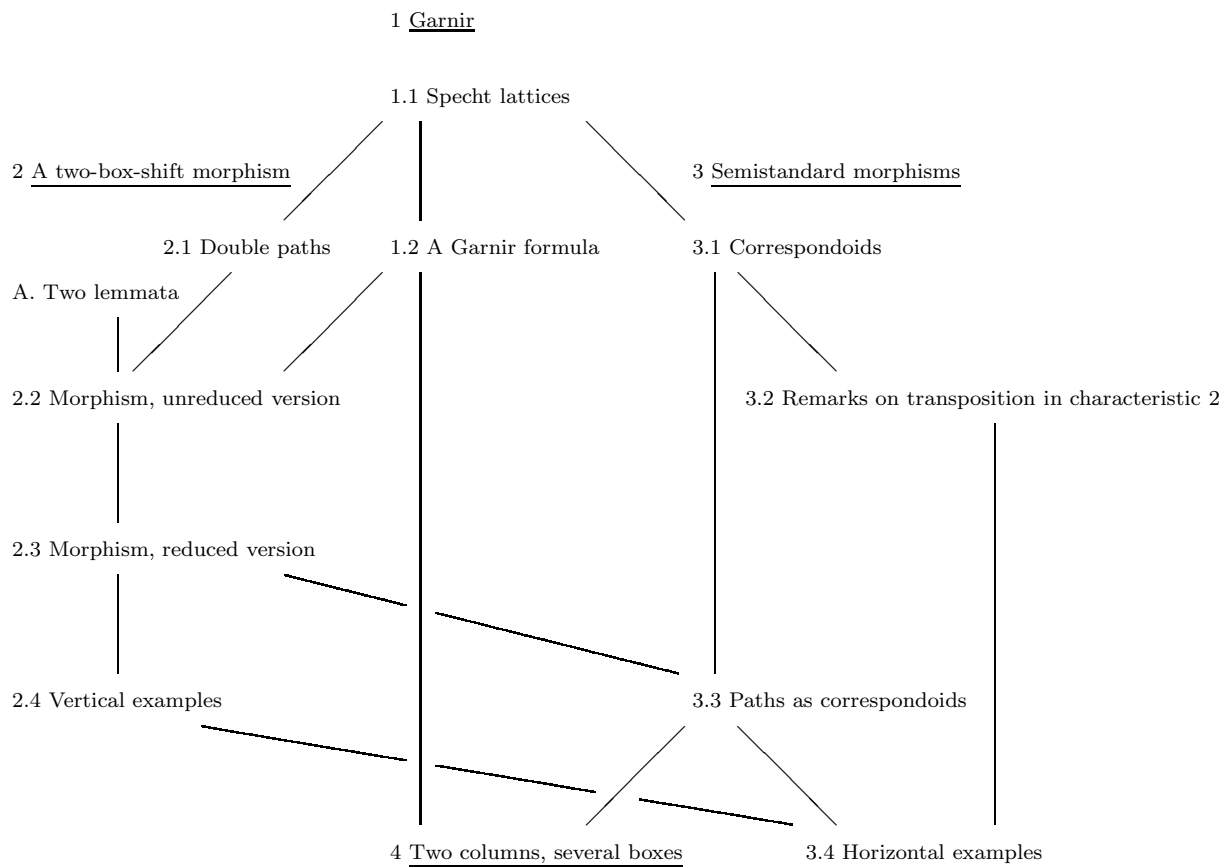 1 Garnir
1.1 Specht lattices
2 A two-box-shift morphism
3 Semistandard morphisms
2.1 Double paths
1.2 A Garnir formula
3.1 Correspondoids
A. Two lemmata
2.2 Morphism, unreduced version
3.2 Remarks on transposition in characteristic 2
2.3 Morphism, reduced version
2.4 Vertical examples
3.3 Paths as correspondoids
4 Two columns, several boxes
3.4 Horizontal examples